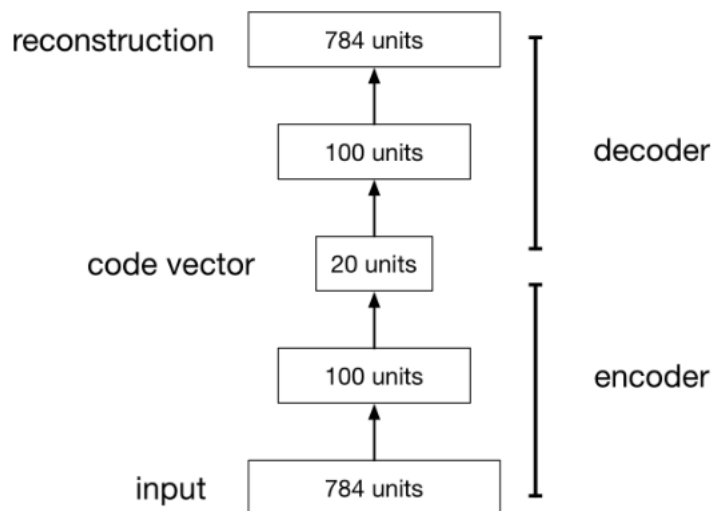 reconstruction
784 units
100 units
decoder
code vector
20 units
100 units
encoder
input
784 units